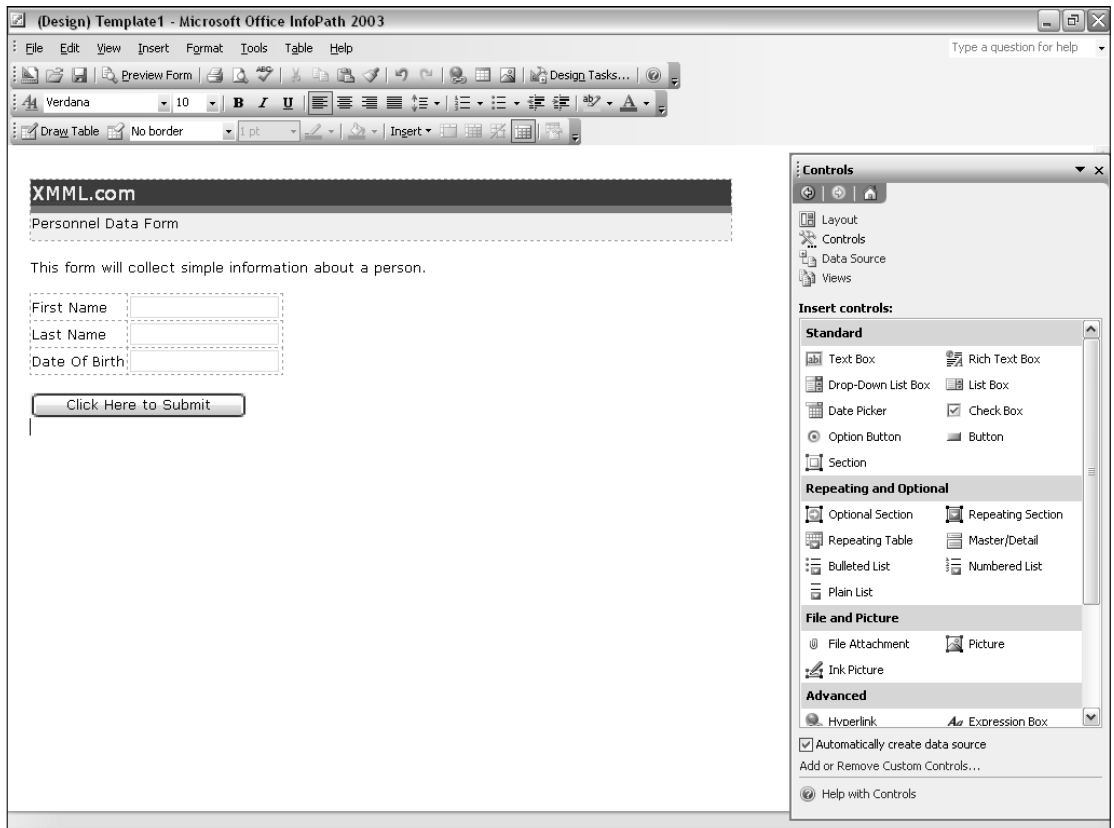 (Design) Template1 - Microsoft Office InfoPath 2003
File Edit View Insert Format Tools Table Help
Type a question for help
Preview Form ABC Design Tasks...
Verdana 10 B I U
Draw Table No border 1 pt Insert
XMML.com
Personnel Data Form
This form will collect simple information about a person.
First Name
Last Name
Date Of Birth
Click Here to Submit
Controls
Layout
Controls
Data Source
Views
Insert controls:
Standard
Text Box Rich Text Box
Drop-Down List Box List Box
Date Picker Check Box
Option Button Button
Section
Repeating and Optional
Optional Section Repeating Section
Repeating Table Master/Detail
Bulleted List Numbered List
Plain List
File and Picture
File Attachment Picture
Ink Picture
Advanced
Hyperlink Expression Box
Automatically create data source
Add or Remove Custom Controls...
Help with Controls